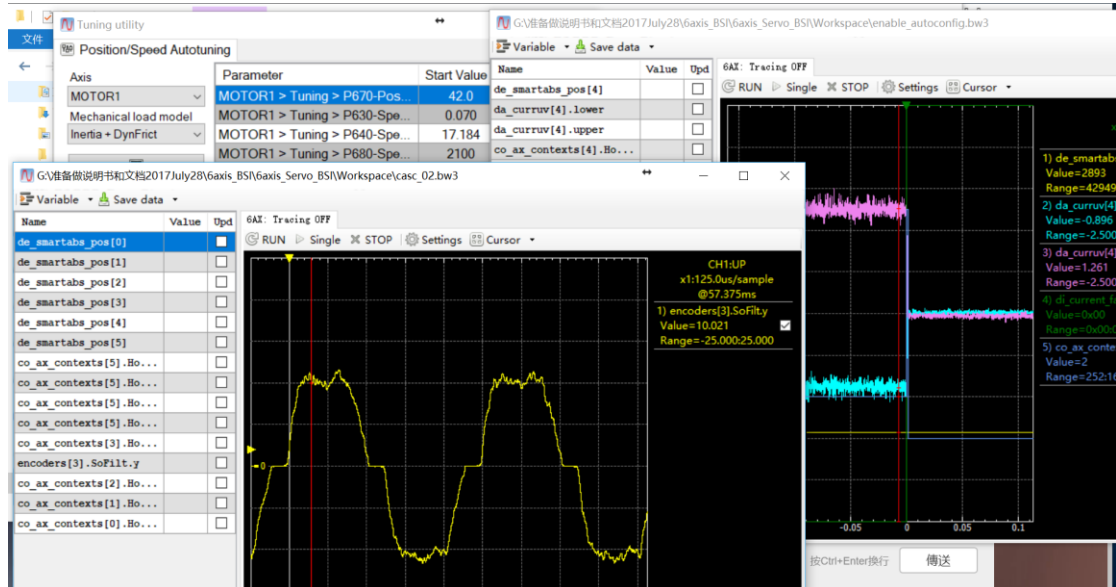 文件
Tuning utility
Position/Speed Autotuning
Axis
MOTOR1
Mechanical load model
Inertia + DynFrict
Parameter Start Value
MOTOR1 > Tuning > P670-Pos... 42.0
MOTOR1 > Tuning > P630-Spe... 0.070
MOTOR1 > Tuning > P640-Spe... 17.184
MOTOR1 > Tuning > P680-Spe... 2100
G:\准备做说明书和文档2017July28\6axis_BSI\6axis_Servo_BSI\Workspace\enable_autoconfig.bw3
Variable Save data
Name Value Upd
de_smartabs_pos[4]
da_curruv[4].lower
da_curruv[4].upper
co_ax_contexts[4].Ho...
6AX: Tracing OFF
RUN Single STOP Settings Cursor
1) de_smartab
Value=2893
Range=42949
2) da_curruv[4]
Value=-0.896
Range=-2.500
3) da_curruv[4]
Value=1.261
Range=-2.500
4) di_current_fa
Value=0x00
Range=0x00:0
5) co_ax_conte
Value=2
Range=252:16
-0.05 0 0.05 0.1
G:\准备做说明书和文档2017July28\6axis_BSI\6axis_Servo_BSI\Workspace\casc_02.bw3
Variable Save data
Name Value Upd
de_smartabs_pos[0]
de_smartabs_pos[1]
de_smartabs_pos[2]
de_smartabs_pos[3]
de_smartabs_pos[4]
de_smartabs_pos[5]
co_ax_contexts[5].Ho...
co_ax_contexts[5].Ho...
co_ax_contexts[5].Ho...
co_ax_contexts[5].Ho...
co_ax_contexts[3].Ho...
encoders[3].SoFilt.y
co_ax_contexts[2].Ho...
co_ax_contexts[1].Ho...
co_ax_contexts[0].Ho...
6AX: Tracing OFF
RUN Single STOP Settings Cursor
CH1:UP
x1:125.0us/sample
@57.375ms
1) encoders[3].SoFilt.y
Value=10.021
Range=-25.000:25.000
0
按Ctrl+Enter换行
傳送